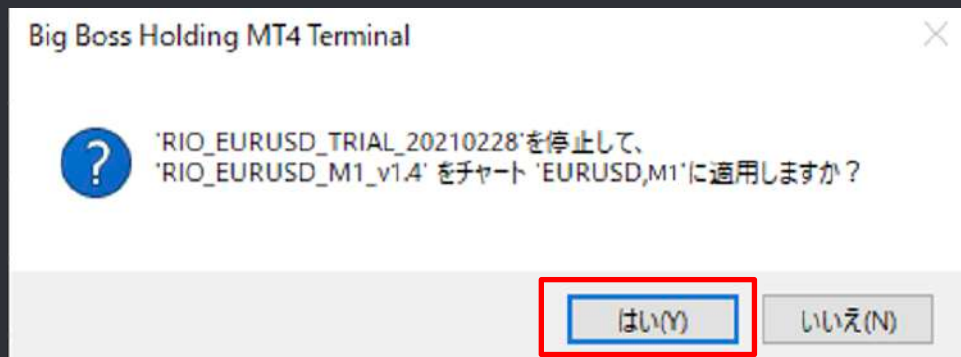 Big Boss Holding MT4 Terminal
'RIO_EURUSD_TRIAL_20210228'を停止して、
'RIO_EURUSD_M1_v1.4' をチャート 'EURUSD,M1'に適用しますか？
はい(Y)
いいえ(N)